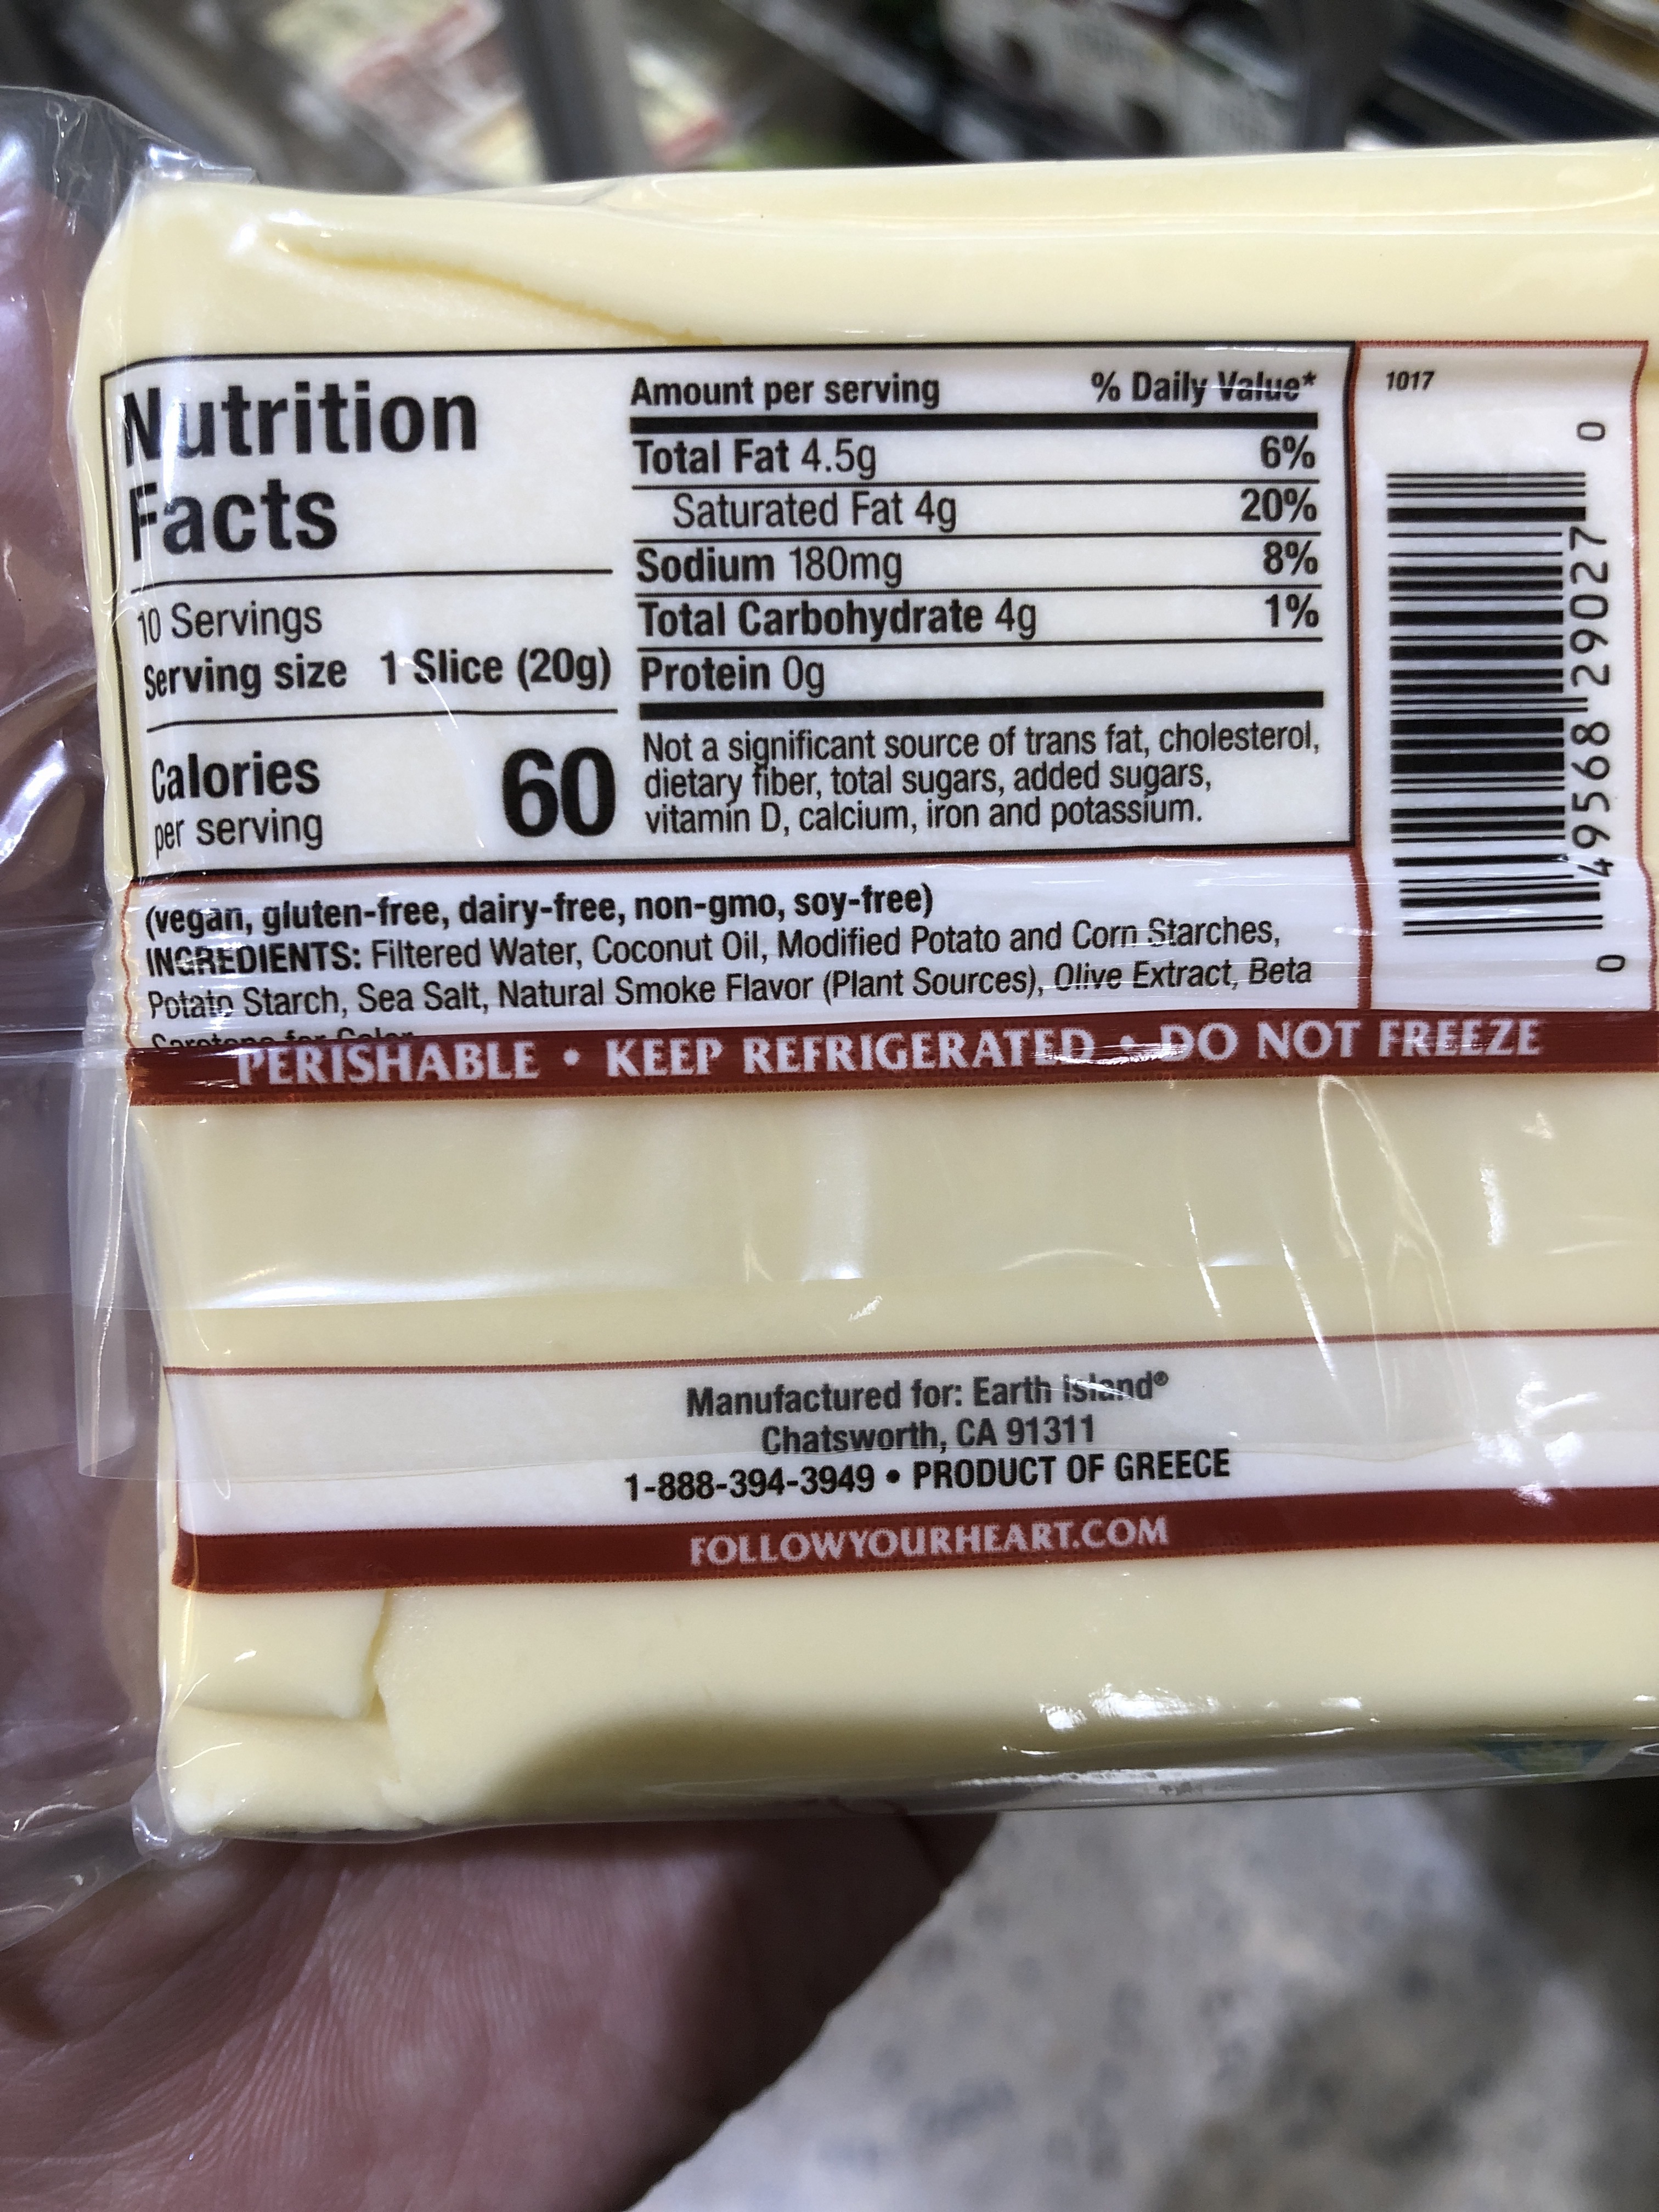 Nutrition
Facts
10 Servings
Serving size 1 Slice (20g)
Calories
per serving
60
Amount per serving % Daily Value*
Total Fat 4.5g 6%
Saturated Fat 4g 20%
Sodium 180mg 8%
Total Carbohydrate 4g 1%
Protein 0g
Not a significant source of trans fat, cholesterol,
dietary fiber, total sugars, added sugars,
vitamin D, calcium, iron and potassium.
1017
0 49568 29027 0
(vegan, gluten-free, dairy-free, non-gmo, soy-free)
INGREDIENTS: Filtered Water, Coconut Oil, Modified Potato and Corn Starches,
Potato Starch, Sea Salt, Natural Smoke Flavor (Plant Sources), Olive Extract, Beta
Carotene for Color
PERISHABLE • KEEP REFRIGERATED • DO NOT FREEZE
Manufactured for: Earth Island®
Chatsworth, CA 91311
1-888-394-3949 • PRODUCT OF GREECE
FOLLOWYOURHEART.COM